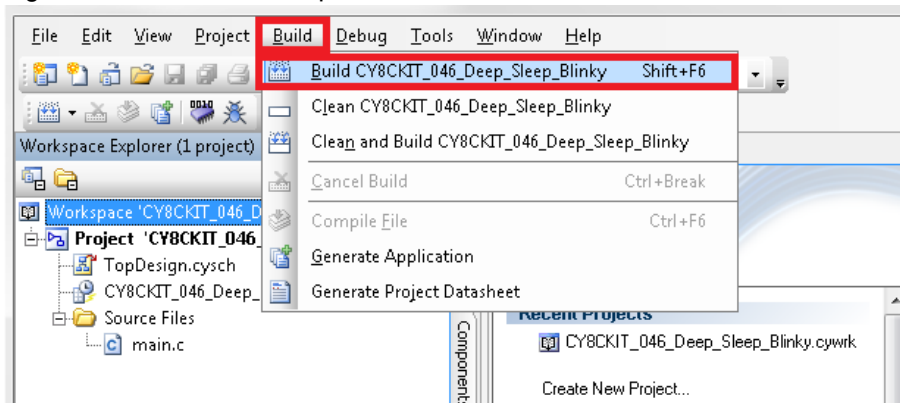 File Edit View Project Build Debug Tools Window Help
Build CY8CKIT_046_Deep_Sleep_Blinky Shift+F6
Clean CY8CKIT_046_Deep_Sleep_Blinky
Clean and Build CY8CKIT_046_Deep_Sleep_Blinky
Cancel Build Ctrl+Break
Compile File Ctrl+F6
Generate Application
Generate Project Datasheet
Workspace Explorer (1 project)
Workspace 'CY8CKIT_046_D
Project 'CY8CKIT_046_
TopDesign.cysch
CY8CKIT_046_Deep_
Source Files
main.c
Components
Recent Projects
CY8CKIT_046_Deep_Sleep_Blinky.cywrk
Create New Project...